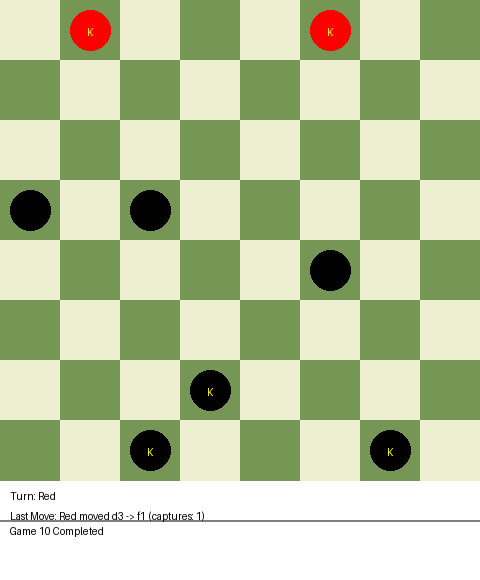 K K
K
K K
Turn: Red
Last Move: Red moved d3 -> f1 (captures: 1)
Game 10 Completed